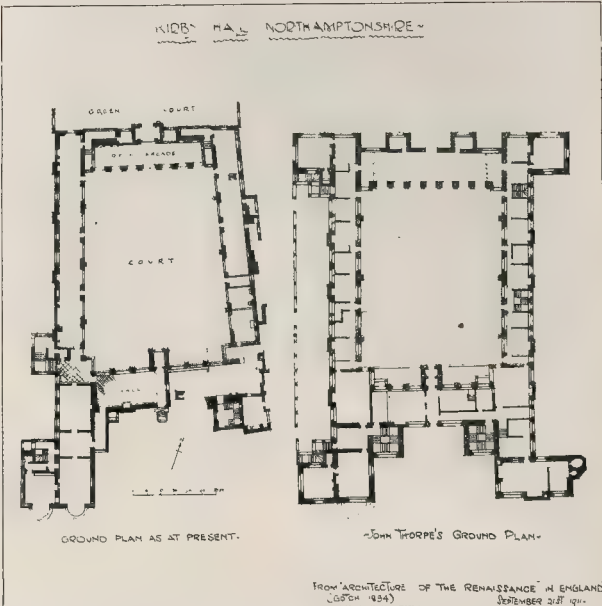 KIRBY HALL NORTHAMPTONSHIRE-
GREEN COURT
OPEN ARCADE
COURT
HALL
N
GROUND PLAN AS AT PRESENT.
-JOHN THORPE'S GROUND PLAN-
FROM "ARCHITECTURE OF THE RENAISSANCE" IN ENGLAND
(GOTCH 1894)
SEPTEMBER 21ST 1911.